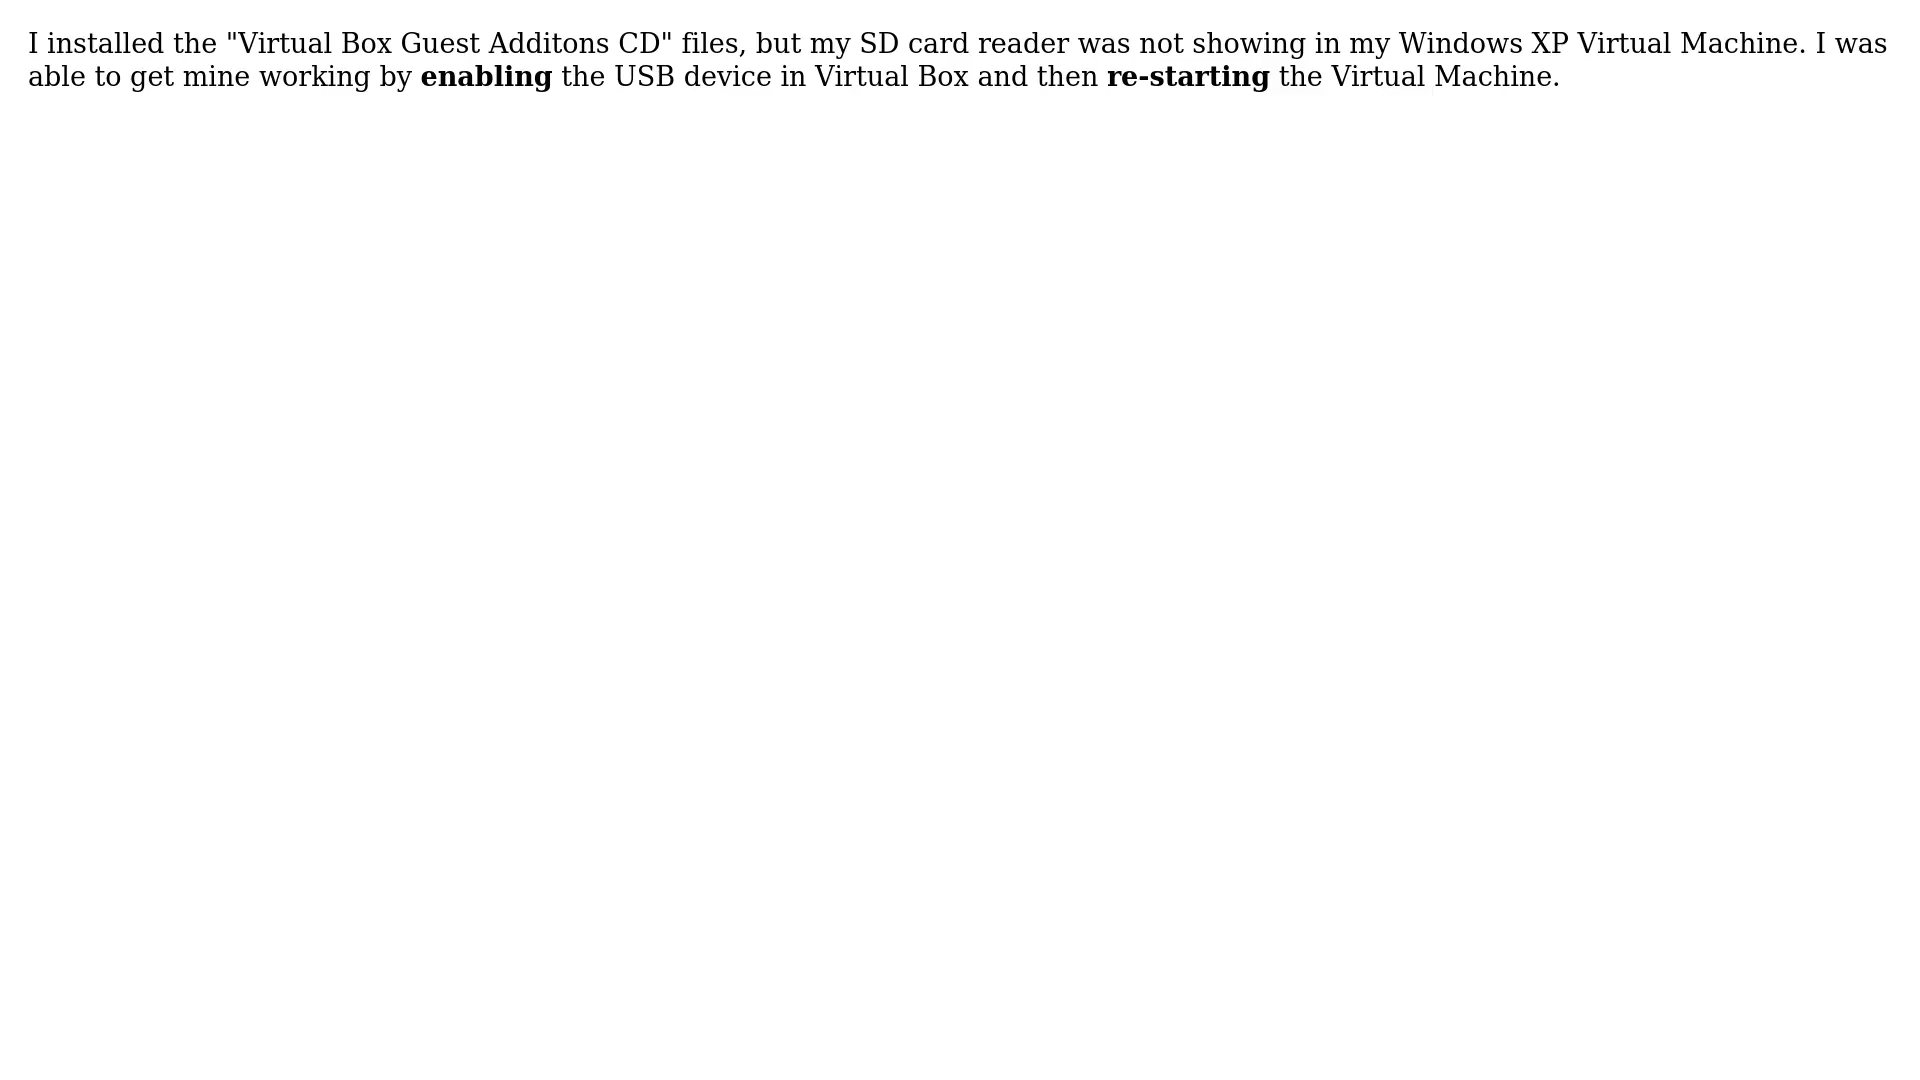 I installed the "Virtual Box Guest Additons CD" files, but my SD card reader was not showing in my Windows XP Virtual Machine. I was
able to get mine working by enabling the USB device in Virtual Box and then re-starting the Virtual Machine.